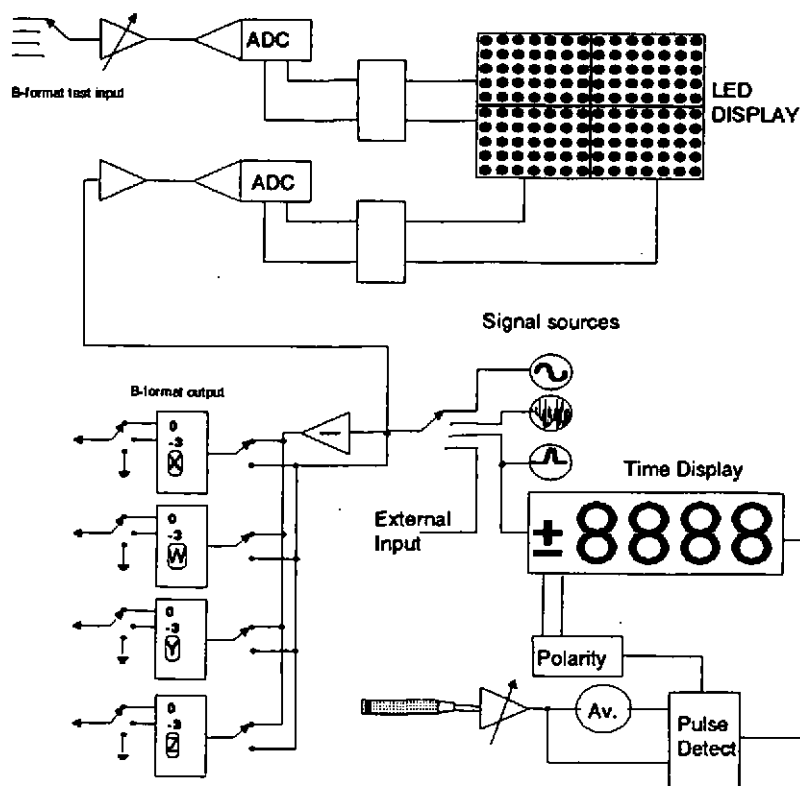 ADC
B-format test input
LED
DISPLAY
ADC
Signal sources
B-format output
0
-3
X
0
-3
W
0
-3
Y
0
-3
Z
External
Input
Time Display
± 8888
Polarity
Av.
Pulse
Detect